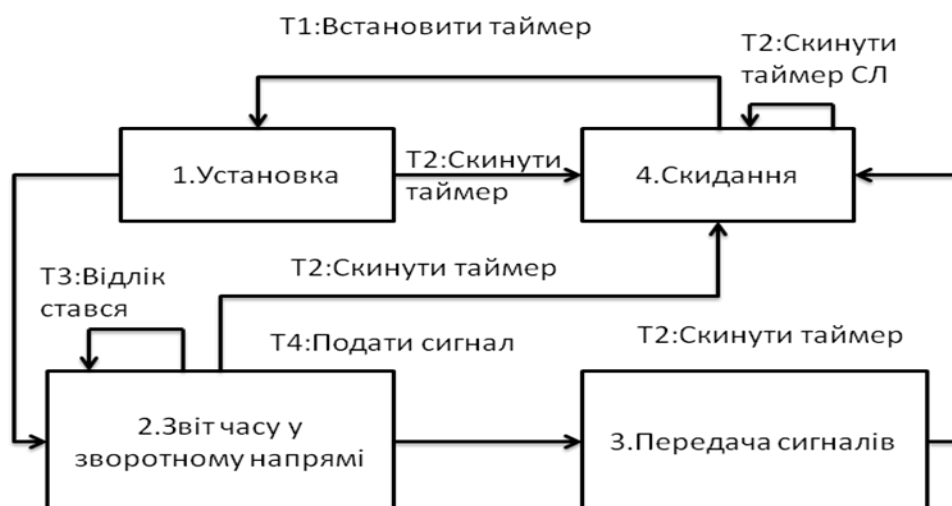 Т1:Встановити таймер
Т2:Скинути
таймер СЛ
1.Установка
Т2:Скинути
таймер
4.Скидання
Т2:Скинути таймер
Т3:Відлік
стався
Т4:Подати сигнал
Т2:Скинути таймер
2.Звіт часу у
зворотному напрямі
3.Передача сигналів